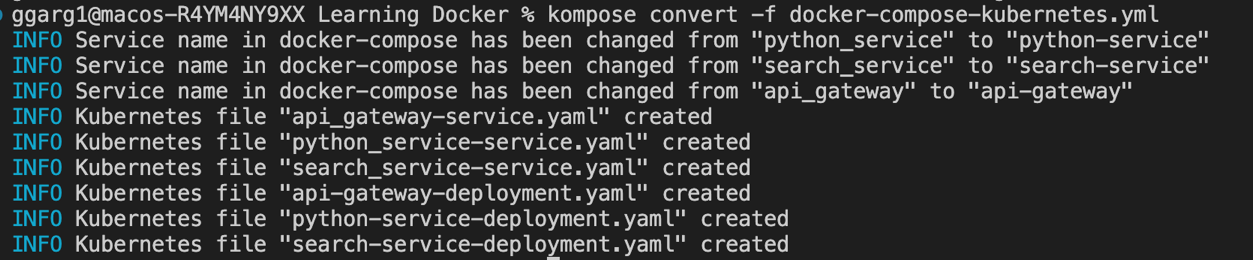 ggarg1@macos-R4YM4NY9XX Learning Docker % kompose convert -f docker-compose-kubernetes.yml
INFO Service name in docker-compose has been changed from "python_service" to "python-service"
INFO Service name in docker-compose has been changed from "search_service" to "search-service"
INFO Service name in docker-compose has been changed from "api_gateway" to "api-gateway"
INFO Kubernetes file "api_gateway-service.yaml" created
INFO Kubernetes file "python_service-service.yaml" created
INFO Kubernetes file "search_service-service.yaml" created
INFO Kubernetes file "api-gateway-deployment.yaml" created
INFO Kubernetes file "python-service-deployment.yaml" created
INFO Kubernetes file "search-service-deployment.yaml" created